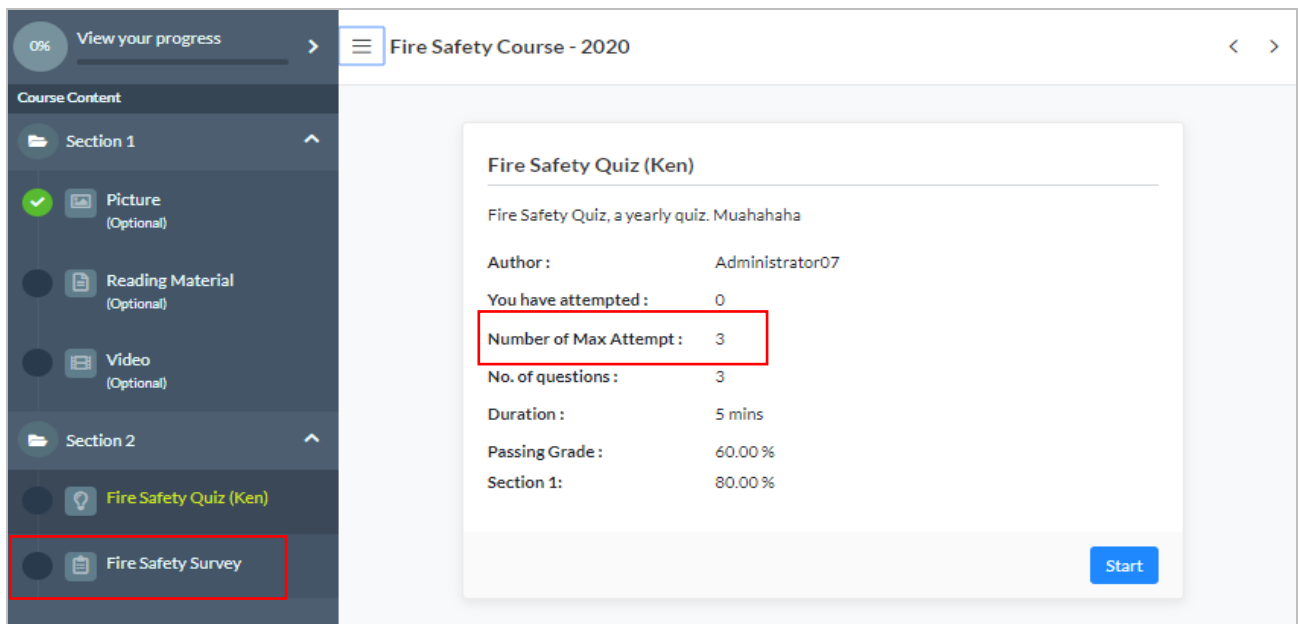 0%
View your progress
Fire Safety Course - 2020
Course Content
Section 1
Picture
(Optional)
Reading Material
(Optional)
Video
(Optional)
Section 2
Fire Safety Quiz (Ken)
Fire Safety Survey
Fire Safety Quiz (Ken)
Fire Safety Quiz, a yearly quiz. Muahahaha
Author : Administrator07
You have attempted : 0
Number of Max Attempt : 3
No. of questions : 3
Duration : 5 mins
Passing Grade : 60.00 %
Section 1: 80.00 %
Start